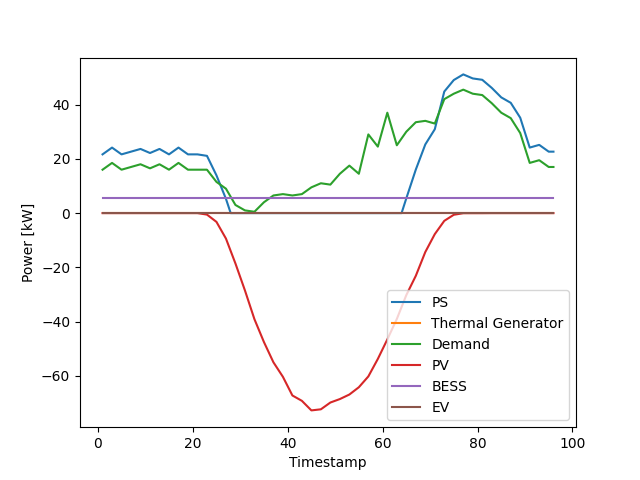 40
20
0
−20
−40
−60
Power [kW]
0 20 40 60 80 100
Timestamp
PS
Thermal Generator
Demand
PV
BESS
EV